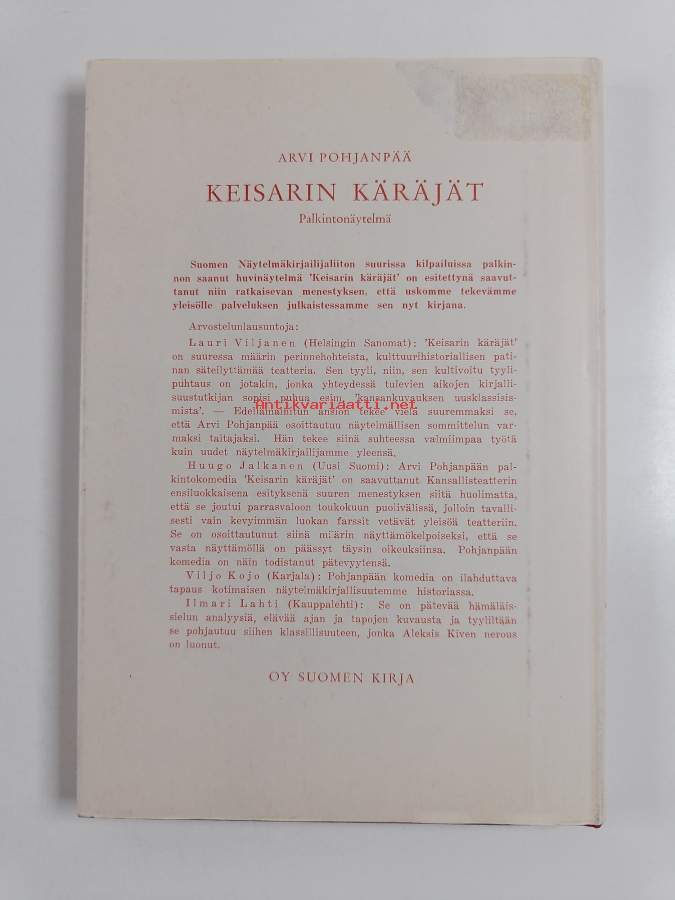 ARVI POHJANPÄÄ
KEISARIN KÄRÄJÄT
Palkintonäytelmä
Suomen Näytelmäkirjailijaliiton suurissa kilpailuissa palkin-
non saanut huvinäytelmä 'Keisarin käräjät' on esitettynä saavut-
tanut niin ratkaisevan menestyksen, että uskomme tekevämme
yleisölle palveluksen julkaistessamme sen nyt kirjana.
Arvostelunlausuntoja:
Lauri Viljanen (Helsingin Sanomat): 'Keisarin käräjät'
on suuressa määrin perinnehohteista, kulttuurihistoriallisen pati-
nan säteilyttämää teatteria. Sen tyyli, niin, sen kultivoitu tyyli-
puhtaus on jotakin, jonka yhteydessä tulevien aikojen kirjalli-
suustutkijan sopisi puhua esim. 'kansankuvauksen uusklassisis-
mista'. — Edellämainitun ansion tekee vielä suuremmaksi se,
että Arvi Pohjanpää osoittautuu näytelmällisen sommittelun var-
maksi taitajaksi. Hän tekee siinä suhteessa valmiimpaa työtä
kuin uudet näytelmäkirjailijamme yleensä.
Huugo Jalkanen (Uusi Suomi): Arvi Pohjanpään pal-
kintokomedia 'Keisarin käräjät' on saavuttanut Kansallisteatterin
ensiluokkaisena esityksenä suuren menestyksen siitä huolimatta,
että se joutui parrasvaloon toukokuun puolivälissä, jolloin tavalli-
sesti vain kevyimmän luokan farssit vetävät yleisöä teatteriin.
Se on osoittautunut siinä määrin näyttämökelpoiseksi, että se
vasta näyttämöllä on päässyt täysin oikeuksiinsa. Pohjanpään
komedia on näin todistanut pätevyytensä.
Viljo Kojo (Karjala): Pohjanpään komedia on ilahduttava
tapaus kotimaisen näytelmäkirjallisuutemme historiassa.
Ilmari Lahti (Kauppalehti): Se on pätevää hämäläis-
sielun analyysiä, elävää ajan ja tapojen kuvausta ja tyyliltään
se pohjautuu siihen klassillisuuteen, jonka Aleksis Kiven nerous
on luonut.
OY SUOMEN KIRJA
Antikvariaatti.net